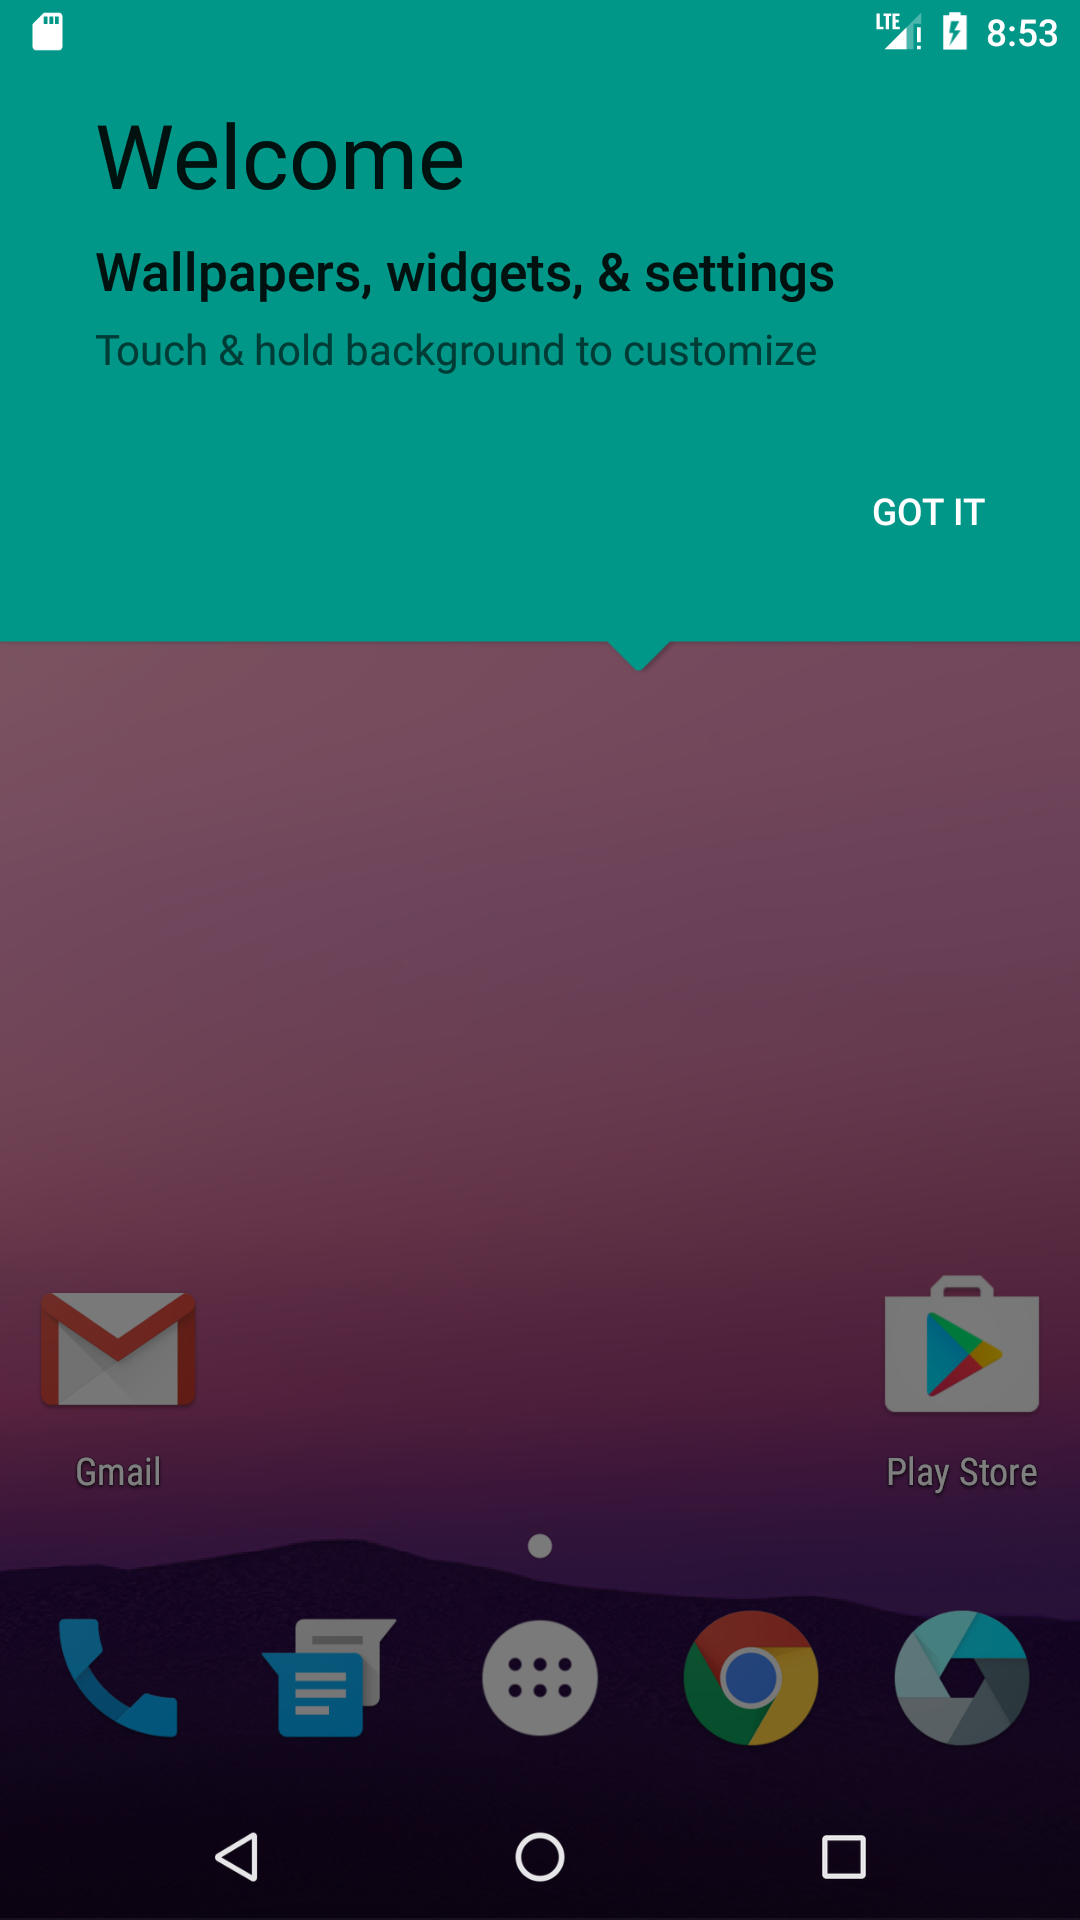 LTE 8:53
Welcome
Wallpapers, widgets, & settings
Touch & hold background to customize
GOT IT
Gmail Play Store